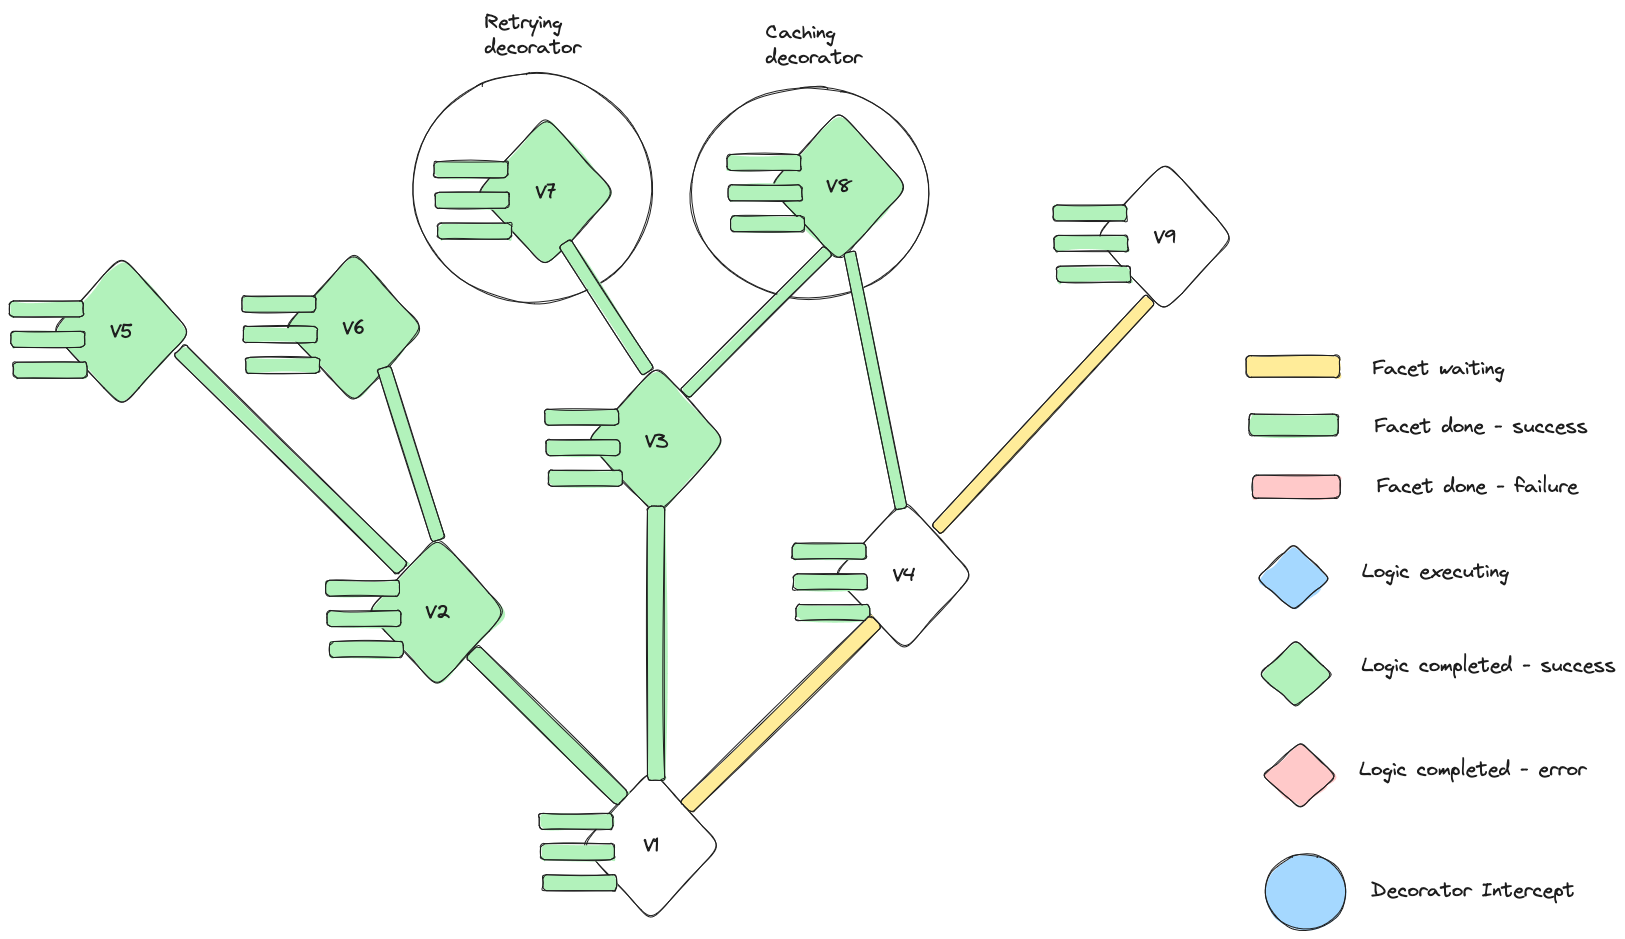 Retrying
decorator
Caching
decorator
V7
V8
V9
V5
V6
V3
V4
V2
V1
Facet waiting
Facet done - success
Facet done - failure
Logic executing
Logic completed - success
Logic completed - error
Decorator Intercept